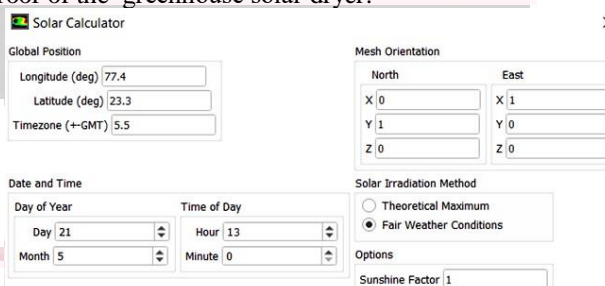 roof of the greenhouse solar dryer.
Solar Calculator
Global Position
Longitude (deg) 77.4
Latitude (deg) 23.3
Timezone (+-GMT) 5.5
Mesh Orientation
North East
X 0 X 1
Y 1 Y 0
Z 0 Z 0
Date and Time
Day of Year Time of Day
Day 21 Hour 13
Month 5 Minute 0
Solar Irradiation Method
Theoretical Maximum
Fair Weather Conditions
Options
Sunshine Factor 1